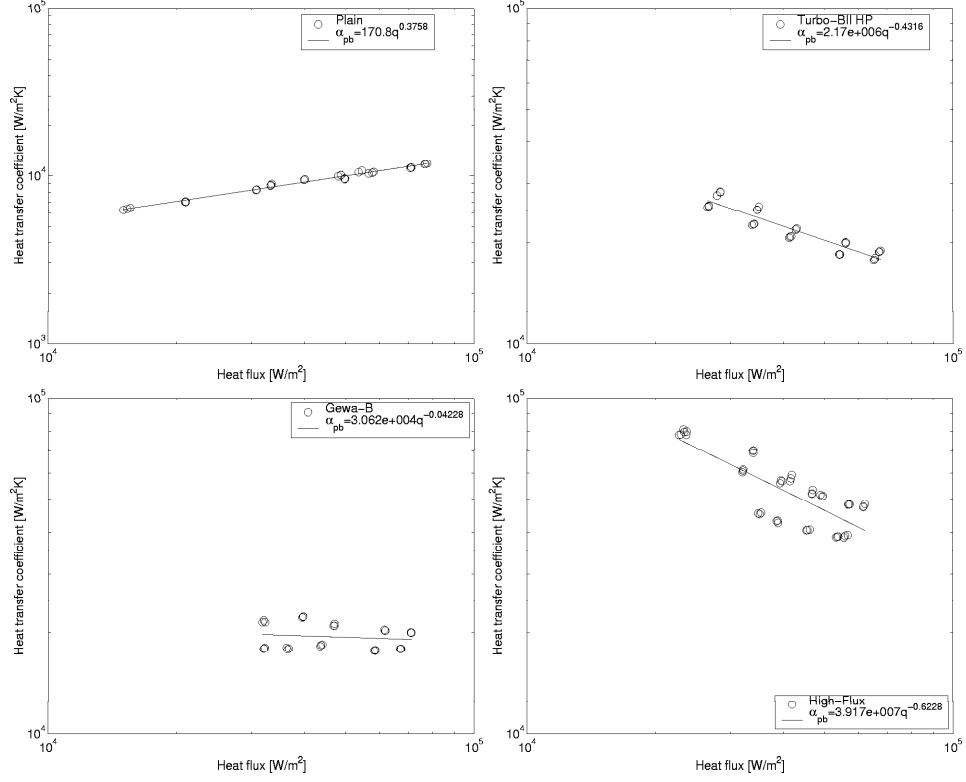 10^5
Plain
α_pb=170.8q^0.3758
10^4
10^3
10^4
10^5
Heat transfer coefficient [W/m^2K]
Heat flux [W/m^2]
10^5
Turbo-BII HP
α_pb=2.17e+006q^-0.4316
10^4
10^4
10^5
Heat transfer coefficient [W/m^2K]
Heat flux [W/m^2]
10^5
Gewa-B
α_pb=3.062e+004q^-0.04228
10^4
10^4
10^5
Heat transfer coefficient [W/m^2K]
Heat flux [W/m^2]
10^5
High-Flux
α_pb=3.917e+007q^-0.6228
10^4
10^4
10^5
Heat transfer coefficient [W/m^2K]
Heat flux [W/m^2]